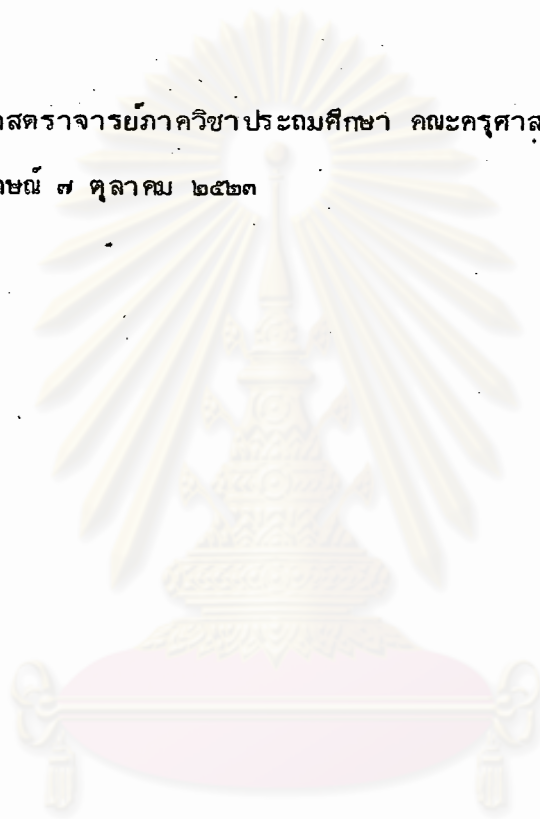 าสตราจารย์ภาควิชาประถมศึกษา คณะครุศาส
าษณ์ ๗ ตุลาคม ๒๕๒๓